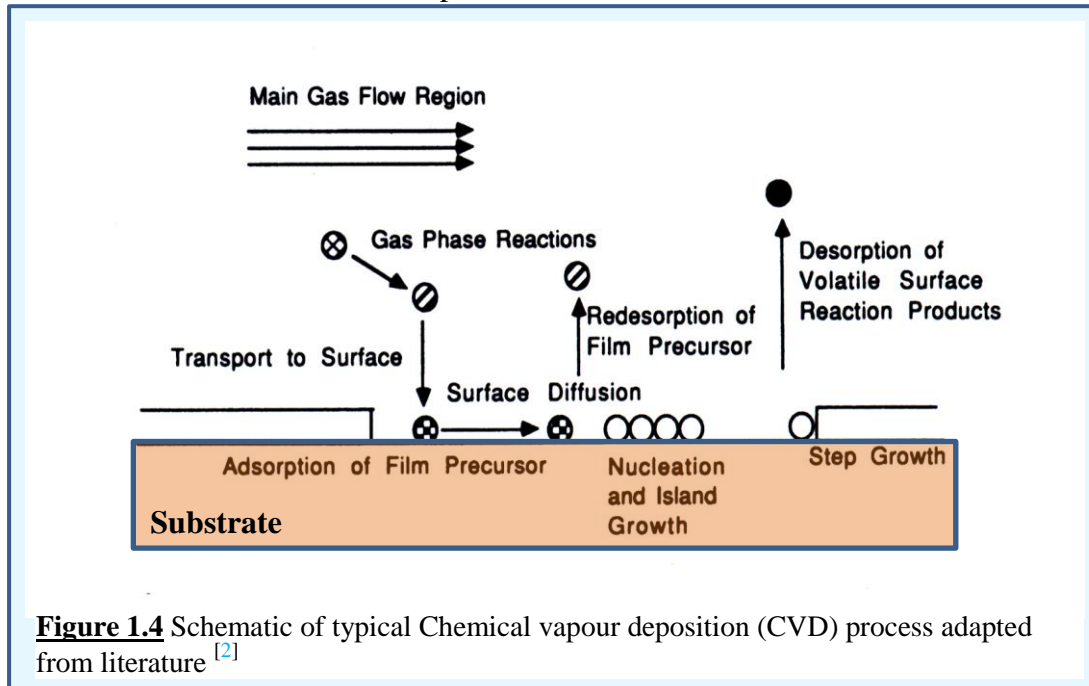 Main Gas Flow Region
Gas Phase Reactions
Desorption of
Volatile Surface
Reaction Products
Redesorption of
Film Precursor
Transport to Surface
Surface Diffusion
Adsorption of Film Precursor
Nucleation
and Island
Growth
Step Growth
Substrate
Figure 1.4 Schematic of typical Chemical vapour deposition (CVD) process adapted
from literature [2]